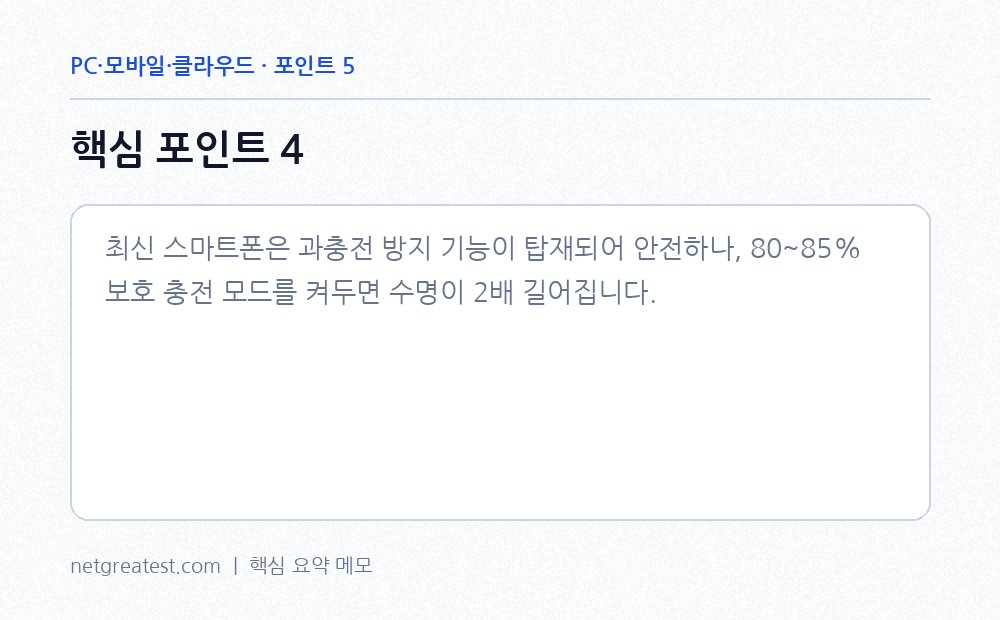 PC·모바일·클라우드 · 포인트 5
핵심 포인트 4
최신 스마트폰은 과충전 방지 기능이 탑재되어 안전하나, 80~85%
보호 충전 모드를 켜두면 수명이 2배 길어집니다.
netgreatest.com | 핵심 요약 메모